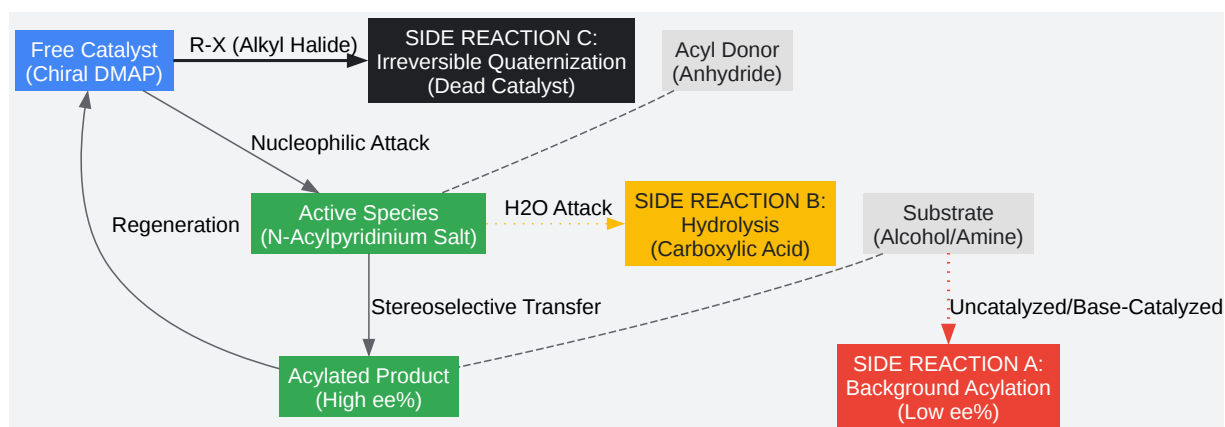 Free Catalyst
(Chiral DMAP)
R-X (Alkyl Halide)
SIDE REACTION C:
Irreversible Quaternization
(Dead Catalyst)
Acyl Donor
(Anhydride)
Nucleophilic Attack
Regeneration
Active Species
(N-Acylpyridinium Salt)
H2O Attack
SIDE REACTION B:
Hydrolysis
(Carboxylic Acid)
Substrate
(Alcohol/Amine)
Stereoselective Transfer
Uncatalyzed/Base-Catalyzed
Acylated Product
(High ee%)
SIDE REACTION A:
Background Acylation
(Low ee%)